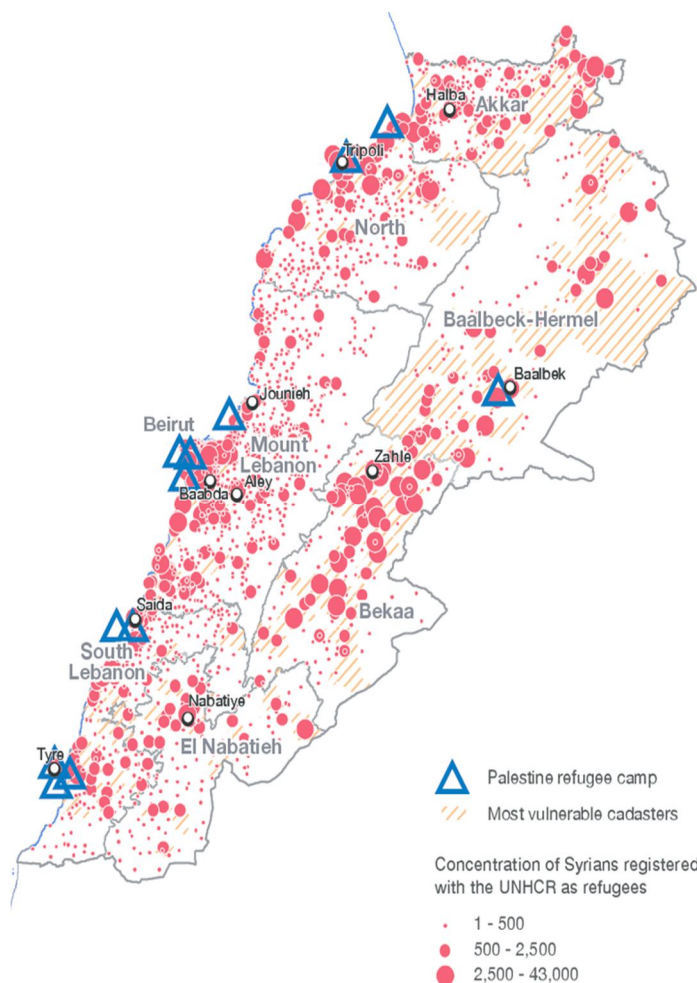 Halba
Akkar
Tripoli
North
Baalbeck-Hermel
Baalbek
Jounieh
Beirut
Mount
Lebanon
Zahle
Baabda
Aley
Bekaa
Saida
South
Lebanon
Nabatiye
El Nabatieh
Tyre
Palestine refugee camp
Most vulnerable cadasters
Concentration of Syrians registered
with the UNHCR as refugees
1 - 500
500 - 2,500
2,500 - 43,000